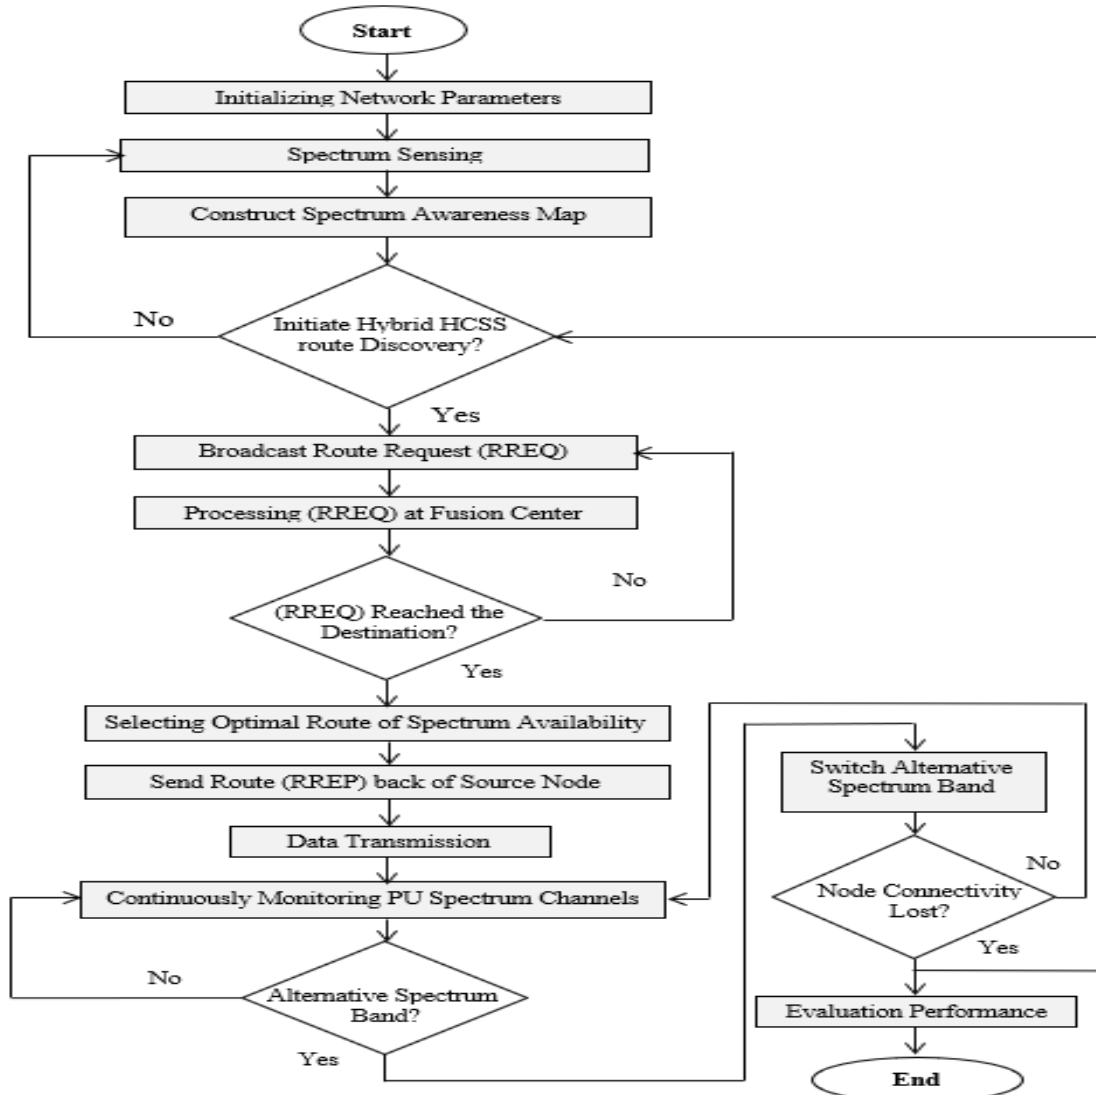 Start
Initializing Network Parameters
Spectrum Sensing
Construct Spectrum Awareness Map
No
Initiate Hybrid HCSS
route Discovery?
Yes
Broadcast Route Request (RREQ)
Processing (RREQ) at Fusion Center
No
(RREQ) Reached the
Destination?
Yes
Selecting Optimal Route of Spectrum Availability
Send Route (RREP) back of Source Node
Data Transmission
Continuously Monitoring PU Spectrum Channels
No
Alternative Spectrum
Band?
Yes
Switch Alternative
Spectrum Band
No
Node Connectivity
Lost?
Yes
Evaluation Performance
End